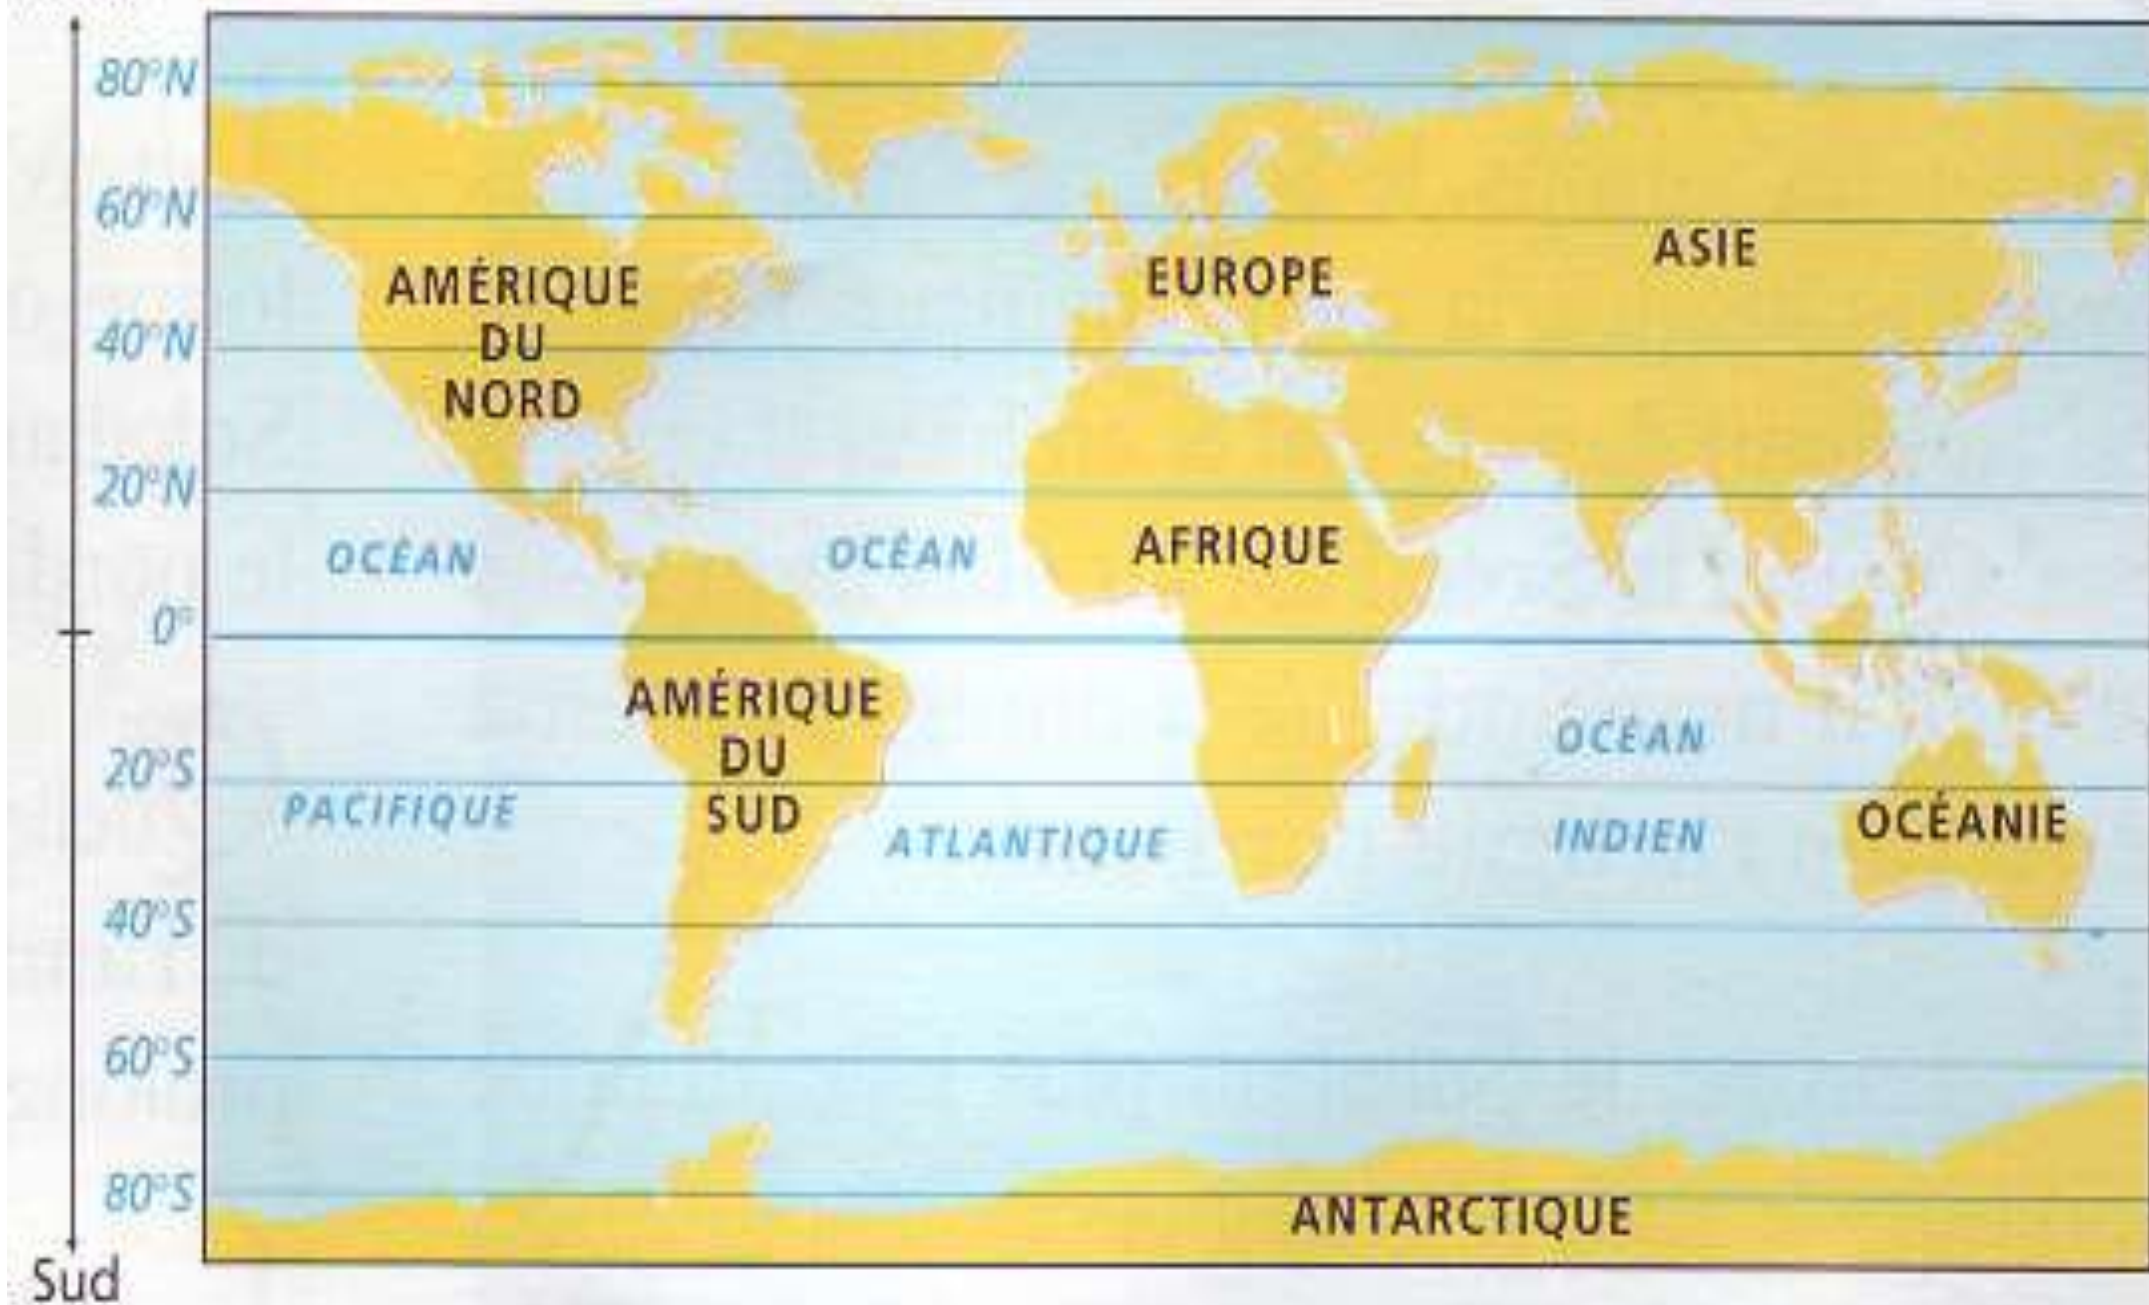 80°N
60°N
40°N
20°N
0°
20°S
40°S
60°S
80°S
Sud
AMÉRIQUE
DU
NORD
EUROPE
ASIE
OCÉAN
PACIFIQUE
OCÉAN
ATLANTIQUE
AFRIQUE
AMÉRIQUE
DU
SUD
OCÉAN
INDIEN
OCÉANIE
ANTARCTIQUE